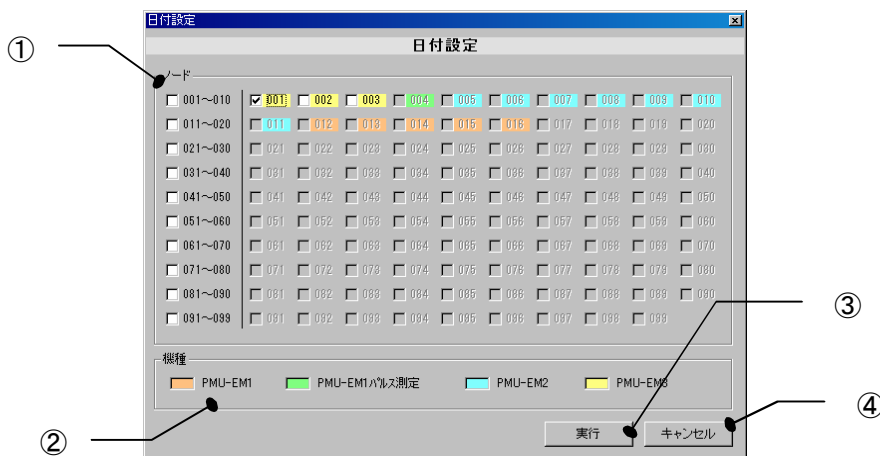 日付設定
日付設定
①
ノード
001～010 001 002 003 004 005 006 007 008 009 010
011～020 011 012 013 014 015 016 017 018 019 020
021～030 021 022 023 024 025 026 027 028 029 030
031～040 031 032 033 034 035 036 037 038 039 040
041～050 041 042 043 044 045 046 047 048 049 050
051～060 051 052 053 054 055 056 057 058 059 060
061～070 061 062 063 064 065 066 067 068 069 070
071～080 071 072 073 074 075 076 077 078 079 080
081～090 081 082 083 084 085 086 087 088 089 090
091～099 091 092 093 094 095 096 097 098 099
③
機種
PMU-EM1 PMU-EM1パルス測定 PMU-EM2 PMU-EM3
②
実行 キャンセル
④